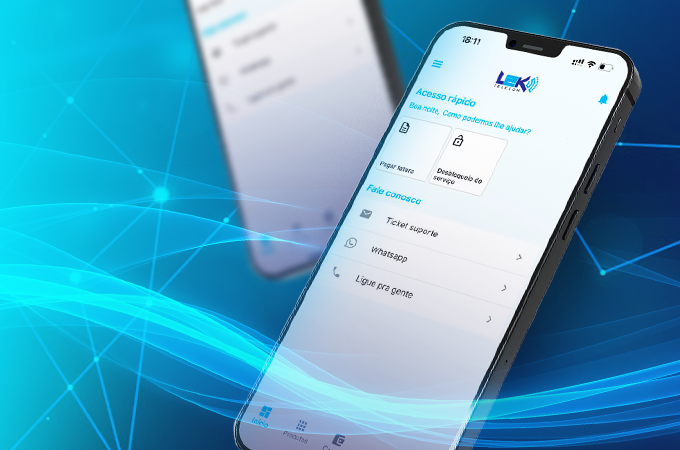 18:11
LEK
TELECOM
Acesso rápido
Boa noite, Como podemos lhe ajudar?
Pagar fatura
Desbloqueio de
serviço
Fale conosco
Ticket suporte
Whatsapp
Ligue pra gente
Início